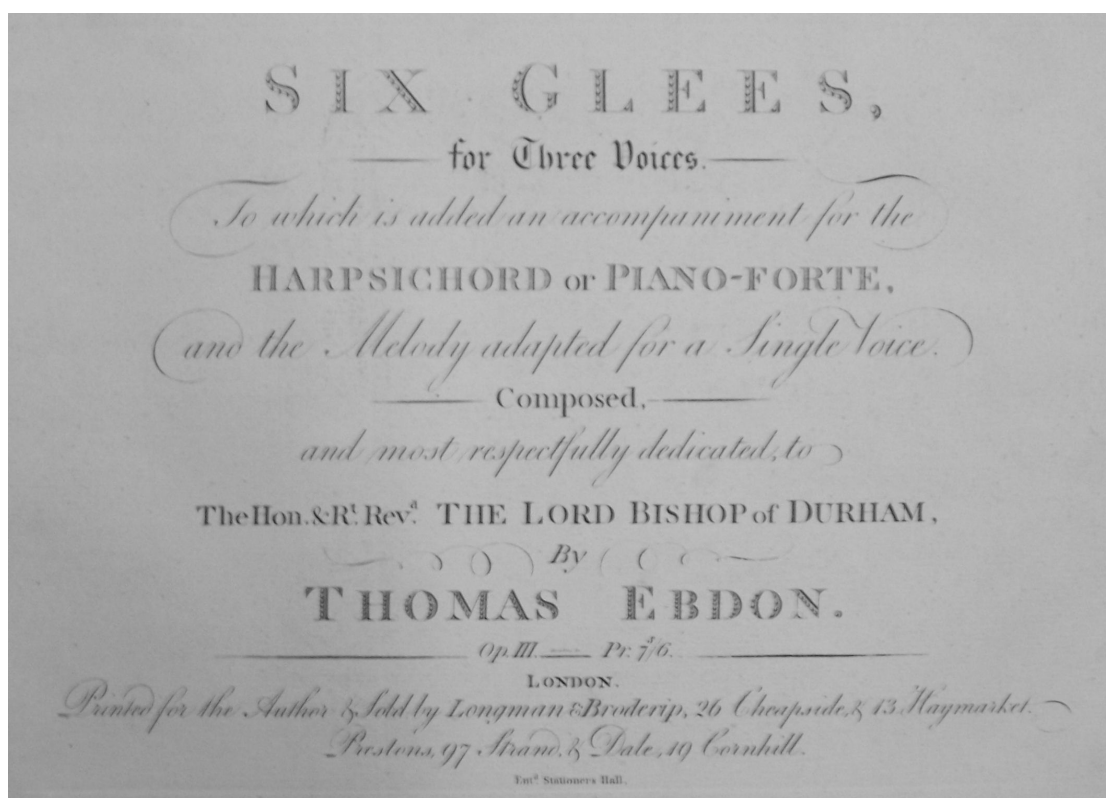 SIX GLEES,
for Three Voices.
To which is added an accompaniment for the
HARPSICHORD or PIANO-FORTE,
and the Melody adapted for a Single Voice.
Composed,
and most respectfully dedicated, to
The Hon. & Rt. Revd. THE LORD BISHOP of DURHAM,
By
THOMAS EBDON.
Op. III. Pr. 7s/6.
LONDON.
Printed for the Author & Sold by Longman & Broderip, 26 Cheapside, & 13 Haymarket.
Prestons, 97 Strand, & Dale, 19 Cornhill.
Entd. Stationers Hall.